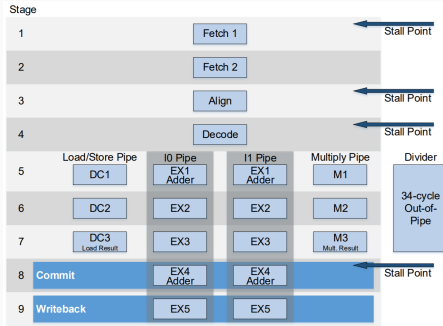 Stage
1
Fetch 1
Stall Point
2
Fetch 2
3
Align
Stall Point
4
Decode
Stall Point
Load/Store Pipe
I0 Pipe
I1 Pipe
Multiply Pipe
Divider
5
DC1
EX1
Adder
EX1
Adder
M1
34-cycle
Out-of-
Pipe
6
DC2
EX2
EX2
M2
7
DC3
Load Result
EX3
EX3
M3
Mult. Result
8
Commit
EX4
Adder
EX4
Adder
Stall Point
9
Writeback
EX5
EX5